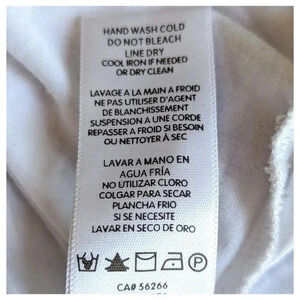 HAND WASH COLD
DO NOT BLEACH
LINE DRY
COOL IRON IF NEEDED
OR DRY CLEAN
LAVAGE A LA MAIN A FROID
NE PAS UTILISER D'AGENT
DE BLANCHISSEMENT
SUSPENSION A UNE CORDE
REPASSER A FROID SI BESOIN
OU NETTOYER À SEC
LAVAR A MANO EN
AGUA FRÍA
NO UTILIZAR CLORO
COLGAR PARA SECAR
PLANCHA FRIO
SI SE NECESITE
LAVAR EN SECO DE ORO
CA# 56266